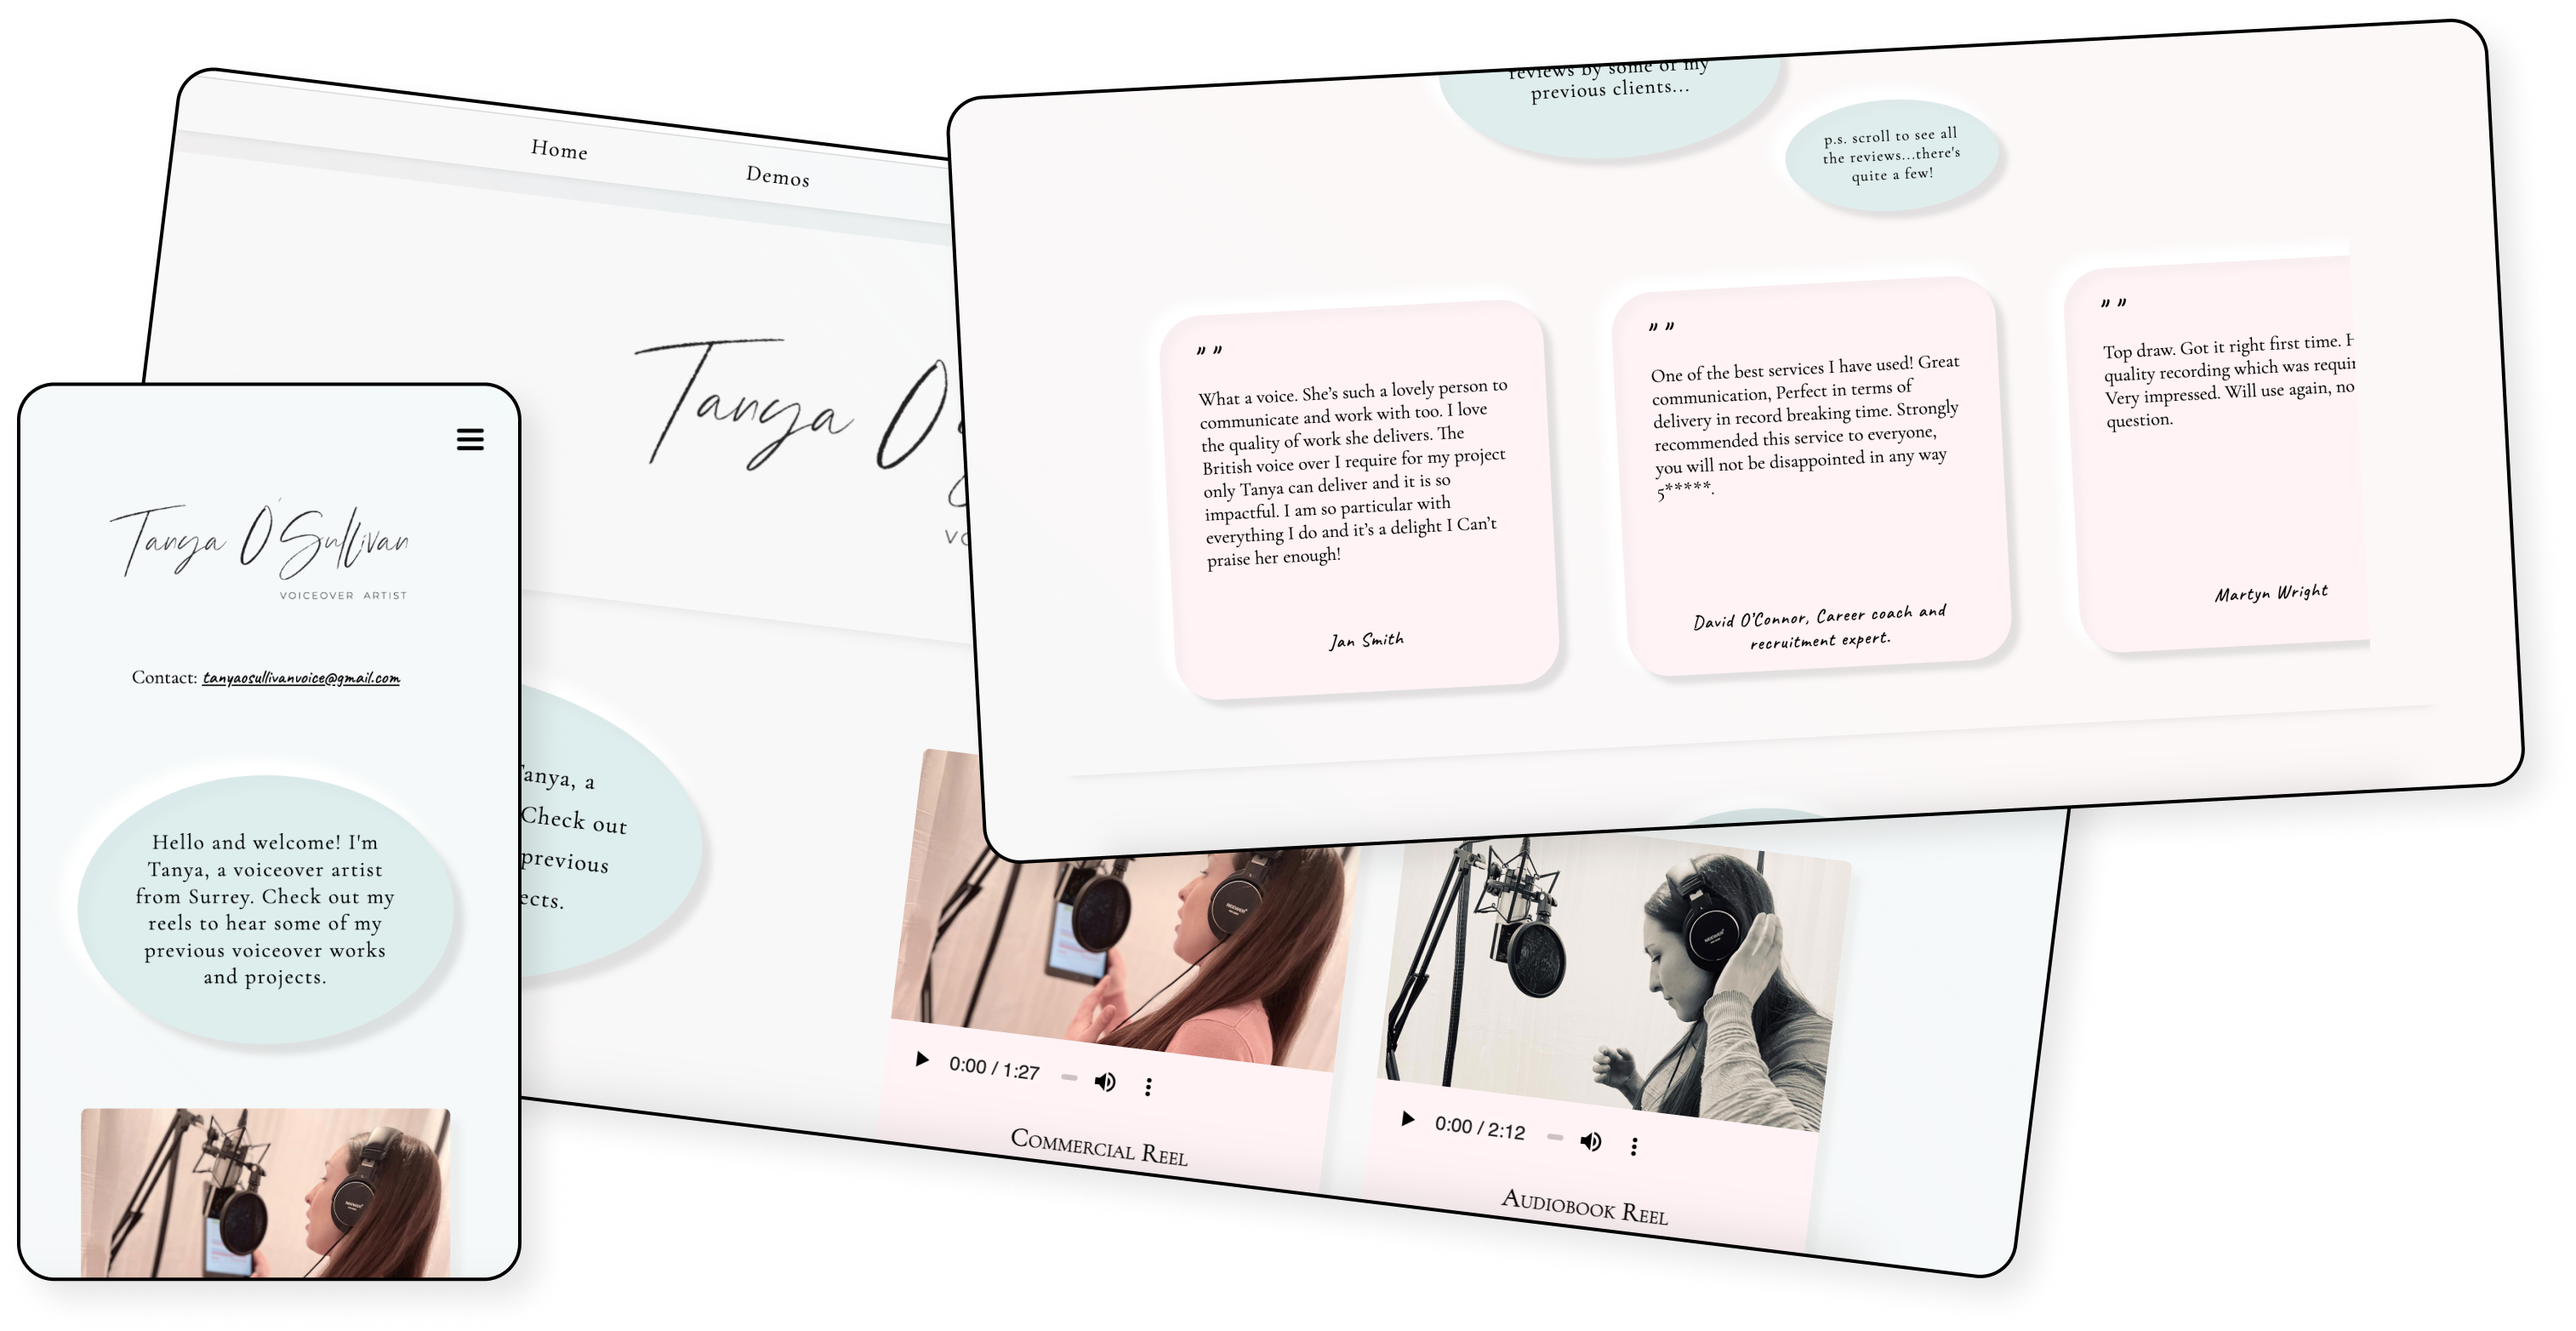 Home
Demos
Tanya O'S
Tanya O'Sullivan
VOICEOVER ARTIST
Contact: tanyaosullivanvoice@gmail.com
Hello and welcome! I'm
Tanya, a voiceover artist
from Surrey. Check out my
reels to hear some of my
previous voiceover works
and projects.
Tanya, a
Check out
previous
0:00 / 1:27
COMMERCIAL REEL
0:00 / 2:12
AUDIOBOOK REEL
reviews by some of my
previous clients...
p.s. scroll to see all
the reviews...there's
quite a few!
" "
What a voice. She's such a lovely person to
communicate and work with too. I love
the quality of work she delivers. The
British voice over I require for my project
only Tanya can deliver and it is so
impactful. I am so particular with
everything I do and it's a delight I Can't
praise her enough!
Jan Smith
" "
One of the best services I have used! Great
communication, Perfect in terms of
delivery in record breaking time. Strongly
recommended this service to everyone,
you will not be disappointed in any way
5*****.
David O'Connor, Career coach and
recruitment expert.
" "
Top draw. Got it right first time.
quality recording which was
Very impressed. Will use again, no
question.
Martyn Wright